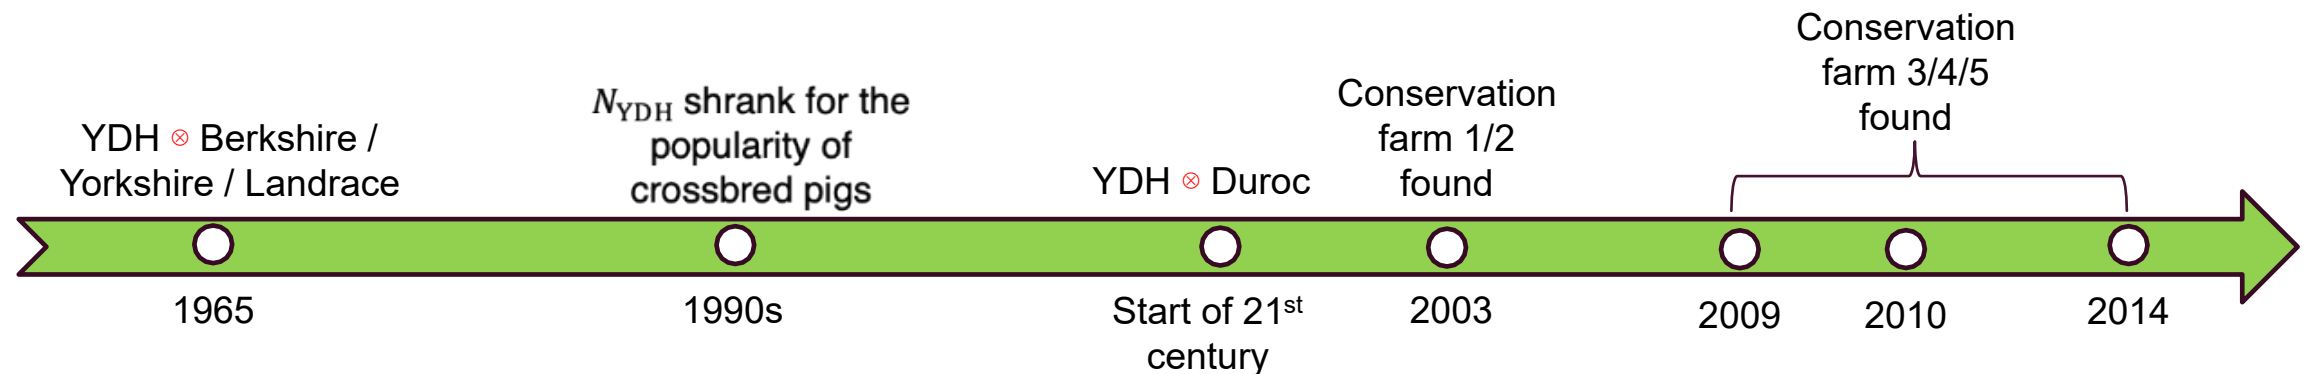 YDH ⊗ Berkshire /
Yorkshire / Landrace
1965
N_YDH shrank for the
popularity of
crossbred pigs
1990s
YDH ⊗ Duroc
Start of 21st
century
Conservation
farm 1/2
found
2003
Conservation
farm 3/4/5
found
2009
2010
2014